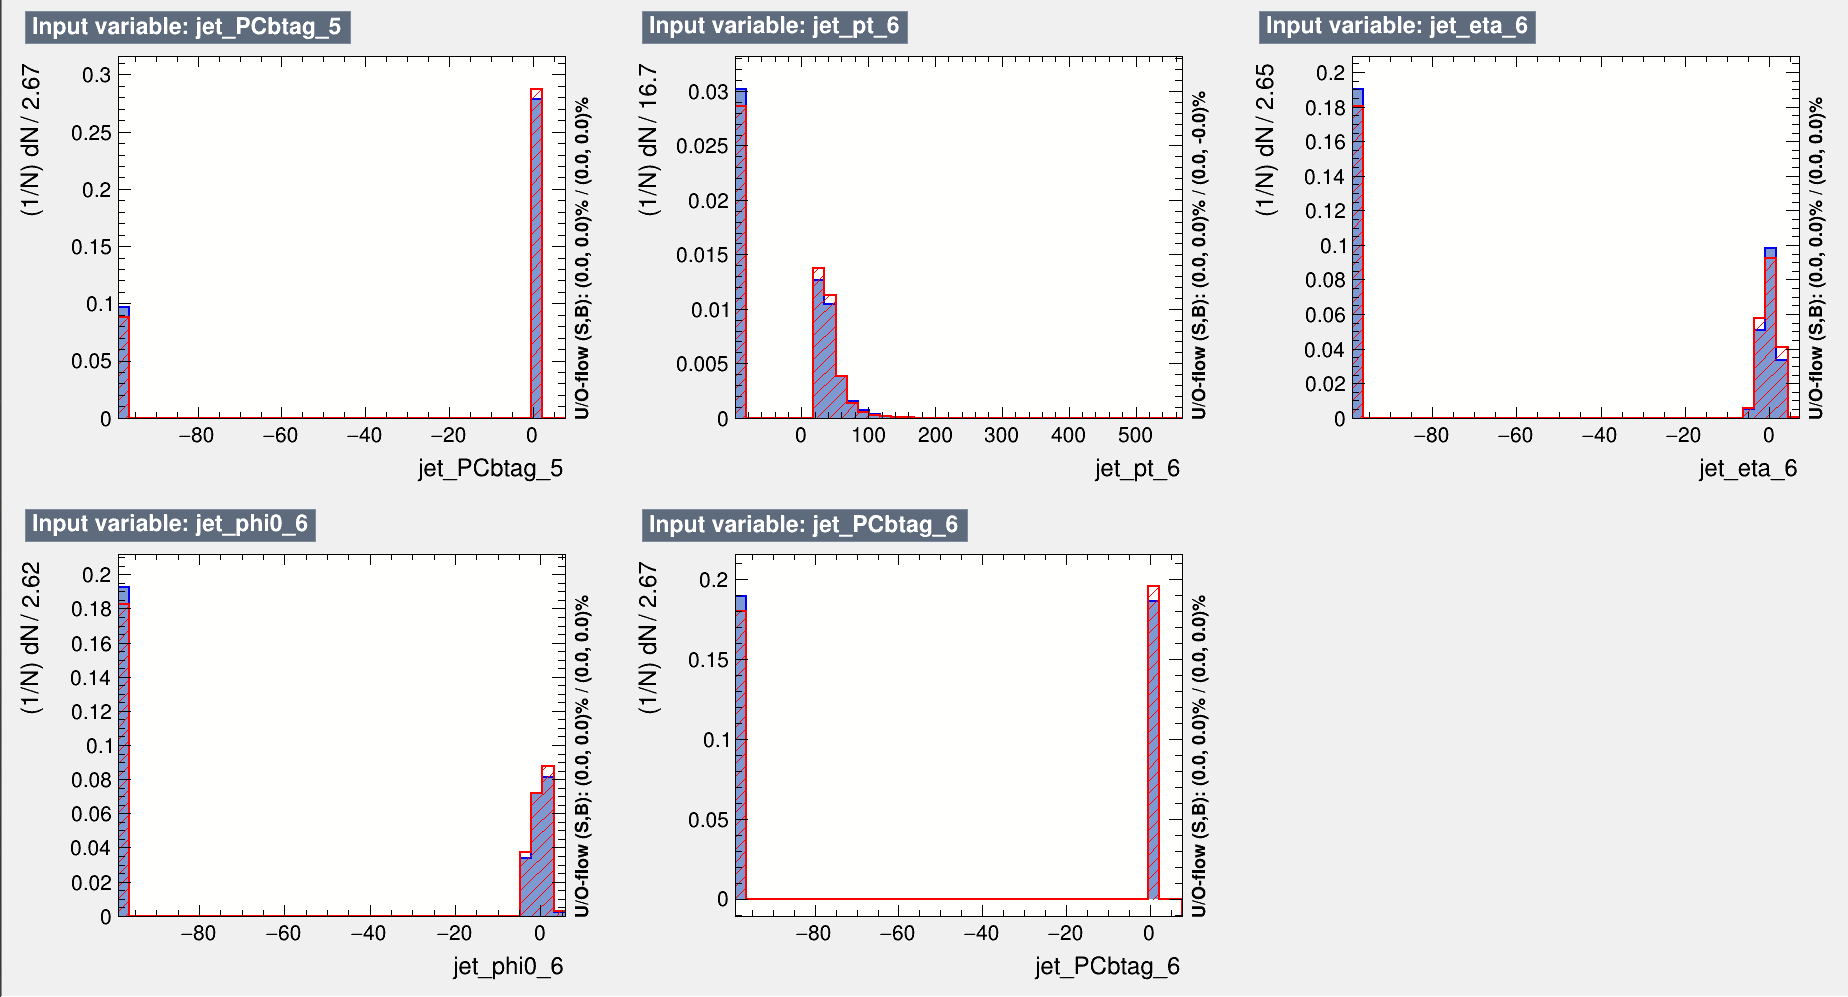 Input variable: jet_PCbtag_5
(1/N) dN / 2.67
0.3
0.25
0.2
0.15
0.1
0.05
0
−80 −60 −40 −20 0
jet_PCbtag_5
U/O-flow (S,B): (0.0, 0.0)% / (0.0, 0.0)%
Input variable: jet_pt_6
(1/N) dN / 16.7
0.03
0.025
0.02
0.015
0.01
0.005
0
0 100 200 300 400 500
jet_pt_6
U/O-flow (S,B): (0.0, 0.0)% / (0.0, -0.0)%
Input variable: jet_eta_6
(1/N) dN / 2.65
0.2
0.18
0.16
0.14
0.12
0.1
0.08
0.06
0.04
0.02
0
−80 −60 −40 −20 0
jet_eta_6
U/O-flow (S,B): (0.0, 0.0)% / (0.0, 0.0)%
Input variable: jet_phi0_6
(1/N) dN / 2.62
0.2
0.18
0.16
0.14
0.12
0.1
0.08
0.06
0.04
0.02
0
−80 −60 −40 −20 0
jet_phi0_6
U/O-flow (S,B): (0.0, 0.0)% / (0.0, 0.0)%
Input variable: jet_PCbtag_6
(1/N) dN / 2.67
0.2
0.15
0.1
0.05
0
−80 −60 −40 −20 0
jet_PCbtag_6
U/O-flow (S,B): (0.0, 0.0)% / (0.0, 0.0)%